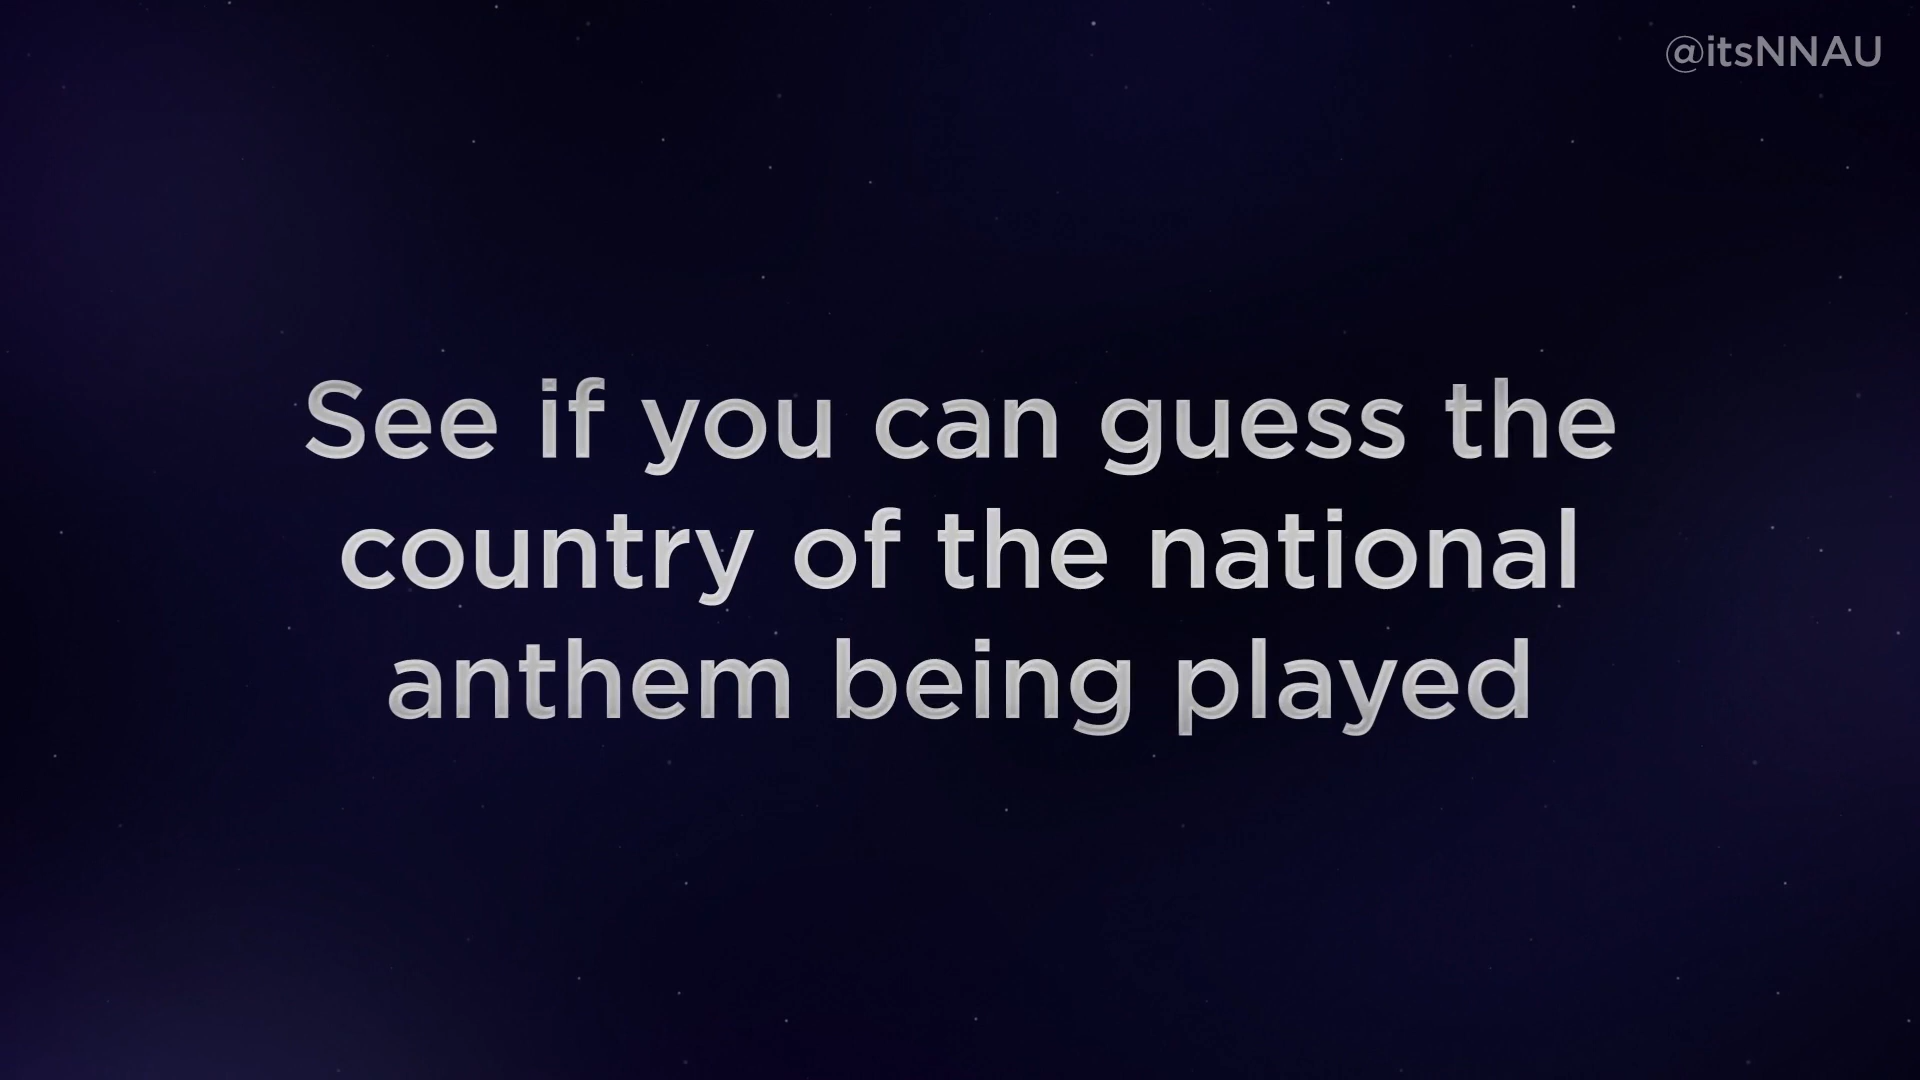 @itsNNAU
See if you can guess the
country of the national
anthem being played